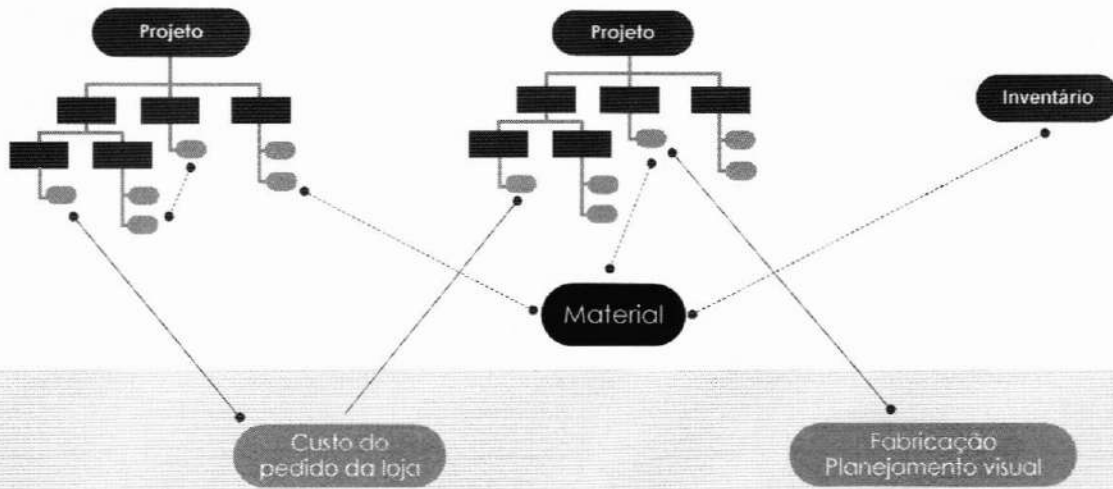 Projeto
Projeto
Inventário
Material
Custo do
pedido da loja
Fabricação
Planejamento visual